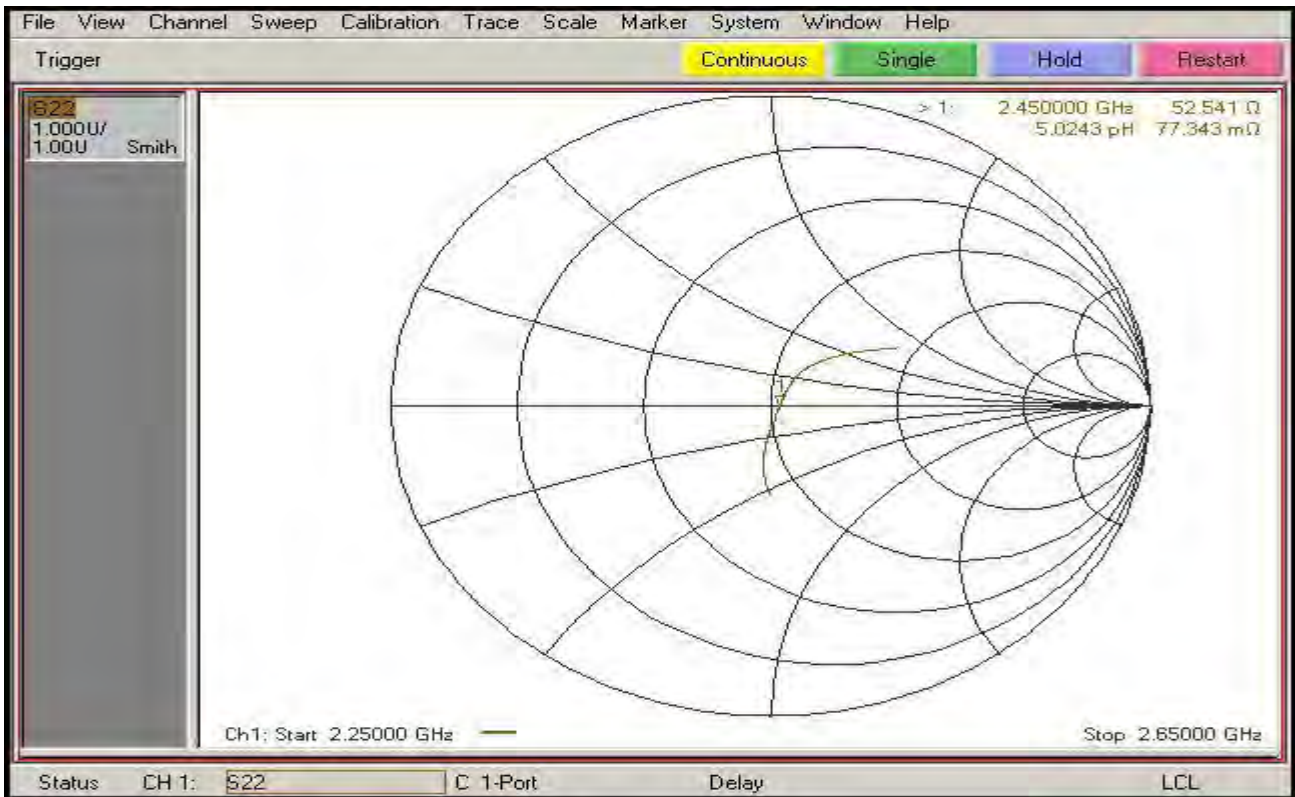 File View Channel Sweep Calibration Trace Scale Marker System Window Help
Trigger Continuous Single Hold Restart
S22
1.000U/
1.00U Smith
> 1: 2.450000 GHz 52.541 Ω
5.0243 pH 77.343 mΩ
Ch1: Start 2.25000 GHz Stop 2.65000 GHz
Status CH 1: S22 C 1-Port Delay LCL